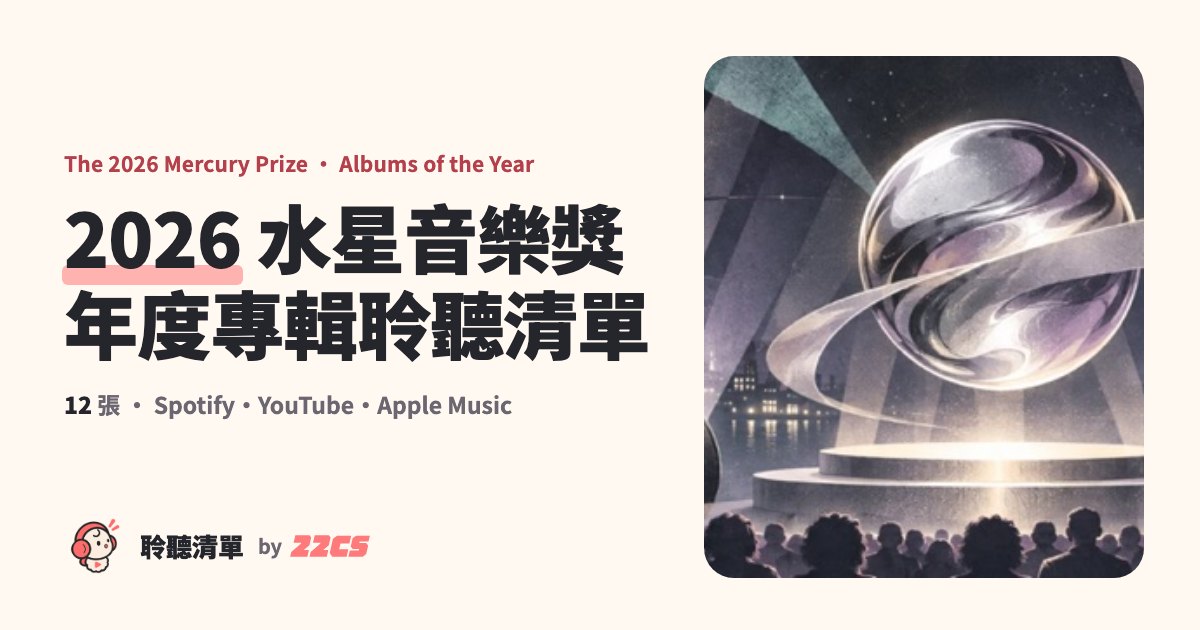 The 2026 Mercury Prize • Albums of the Year
2026 水星音樂獎
年度專輯聆聽清單
12 張 • Spotify • YouTube • Apple Music
聆聽清單 by 22CS